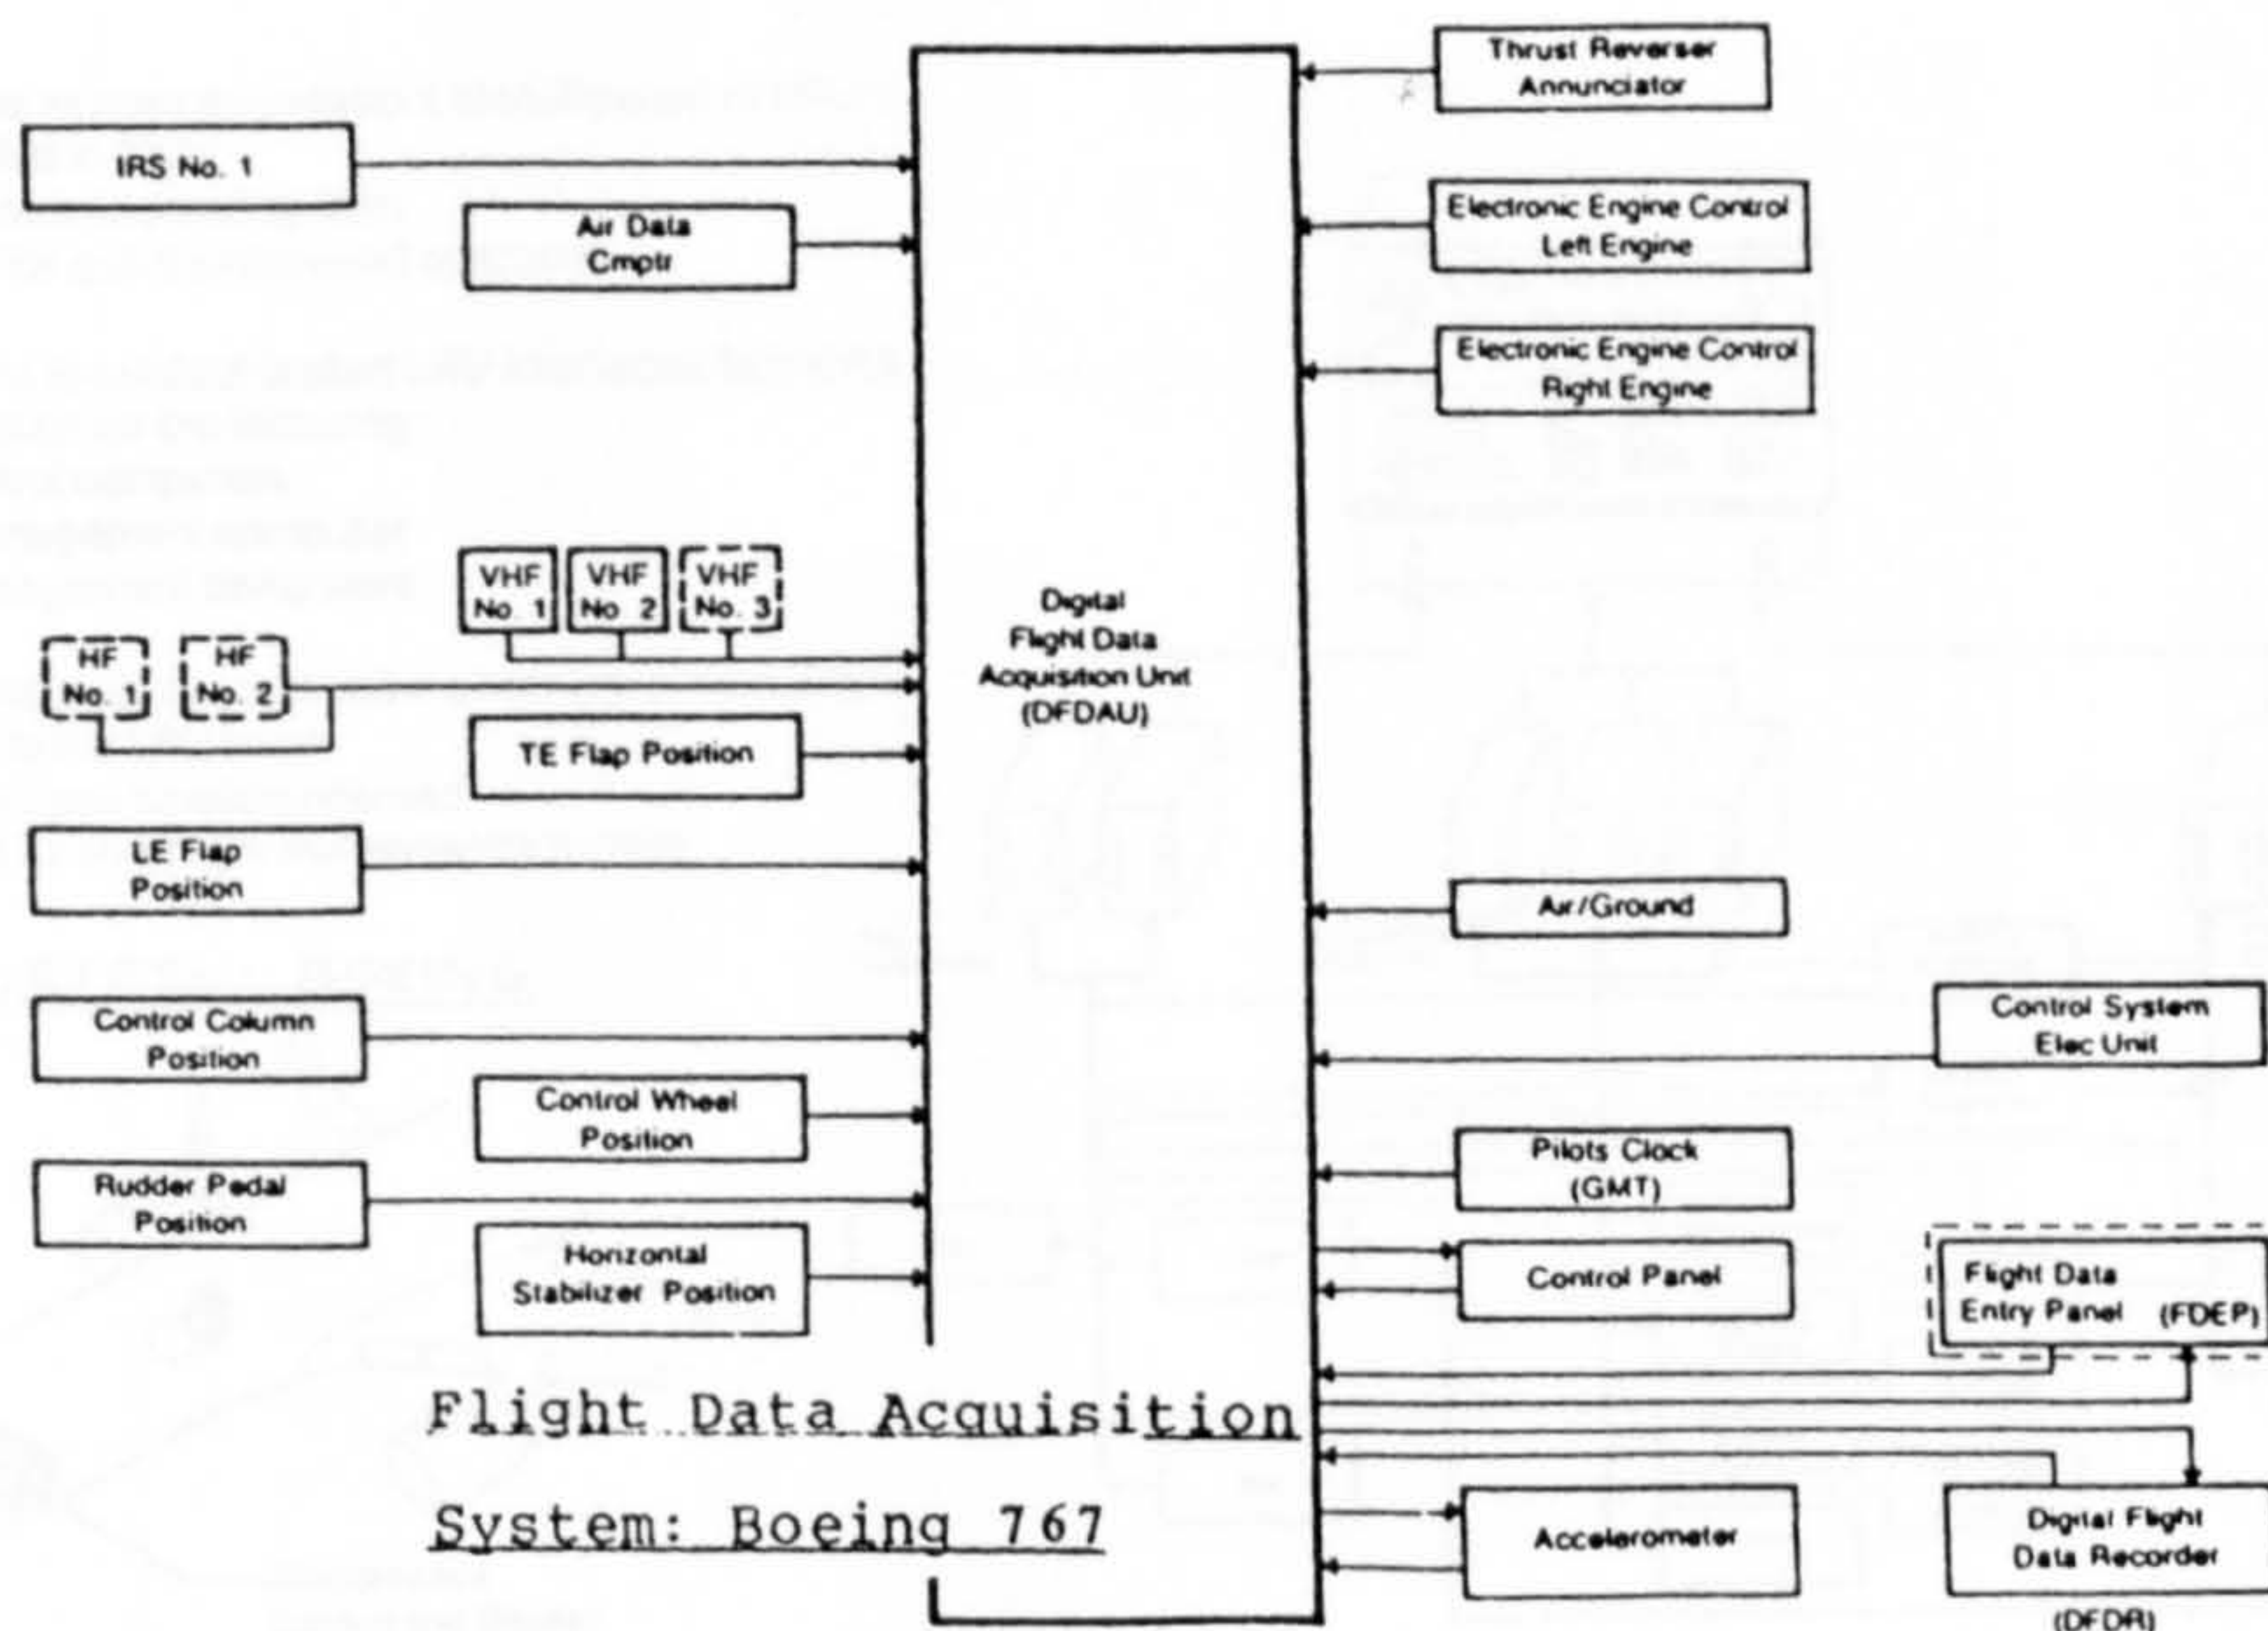 Thrust Reverser
Annunciator
IRS No. 1
Electronic Engine Control
Left Engine
Air Data
Cmptr
Electronic Engine Control
Right Engine
VHF
No. 1
VHF
No. 2
VHF
No. 3
Digital
Flight Data
Acquisition Unit
(DFDAU)
HF
No. 1
HF
No. 2
TE Flap Position
LE Flap
Position
Air/Ground
Control Column
Position
Control System
Elec Unit
Control Wheel
Position
Pilots Clock
(GMT)
Rudder Pedal
Position
Horizontal
Stabilizer Position
Control Panel
Flight Data
Entry Panel (FDEP)
Flight Data Acquisition
System: Boeing 767
Accelerometer
Digital Flight
Data Recorder
(DFDR)